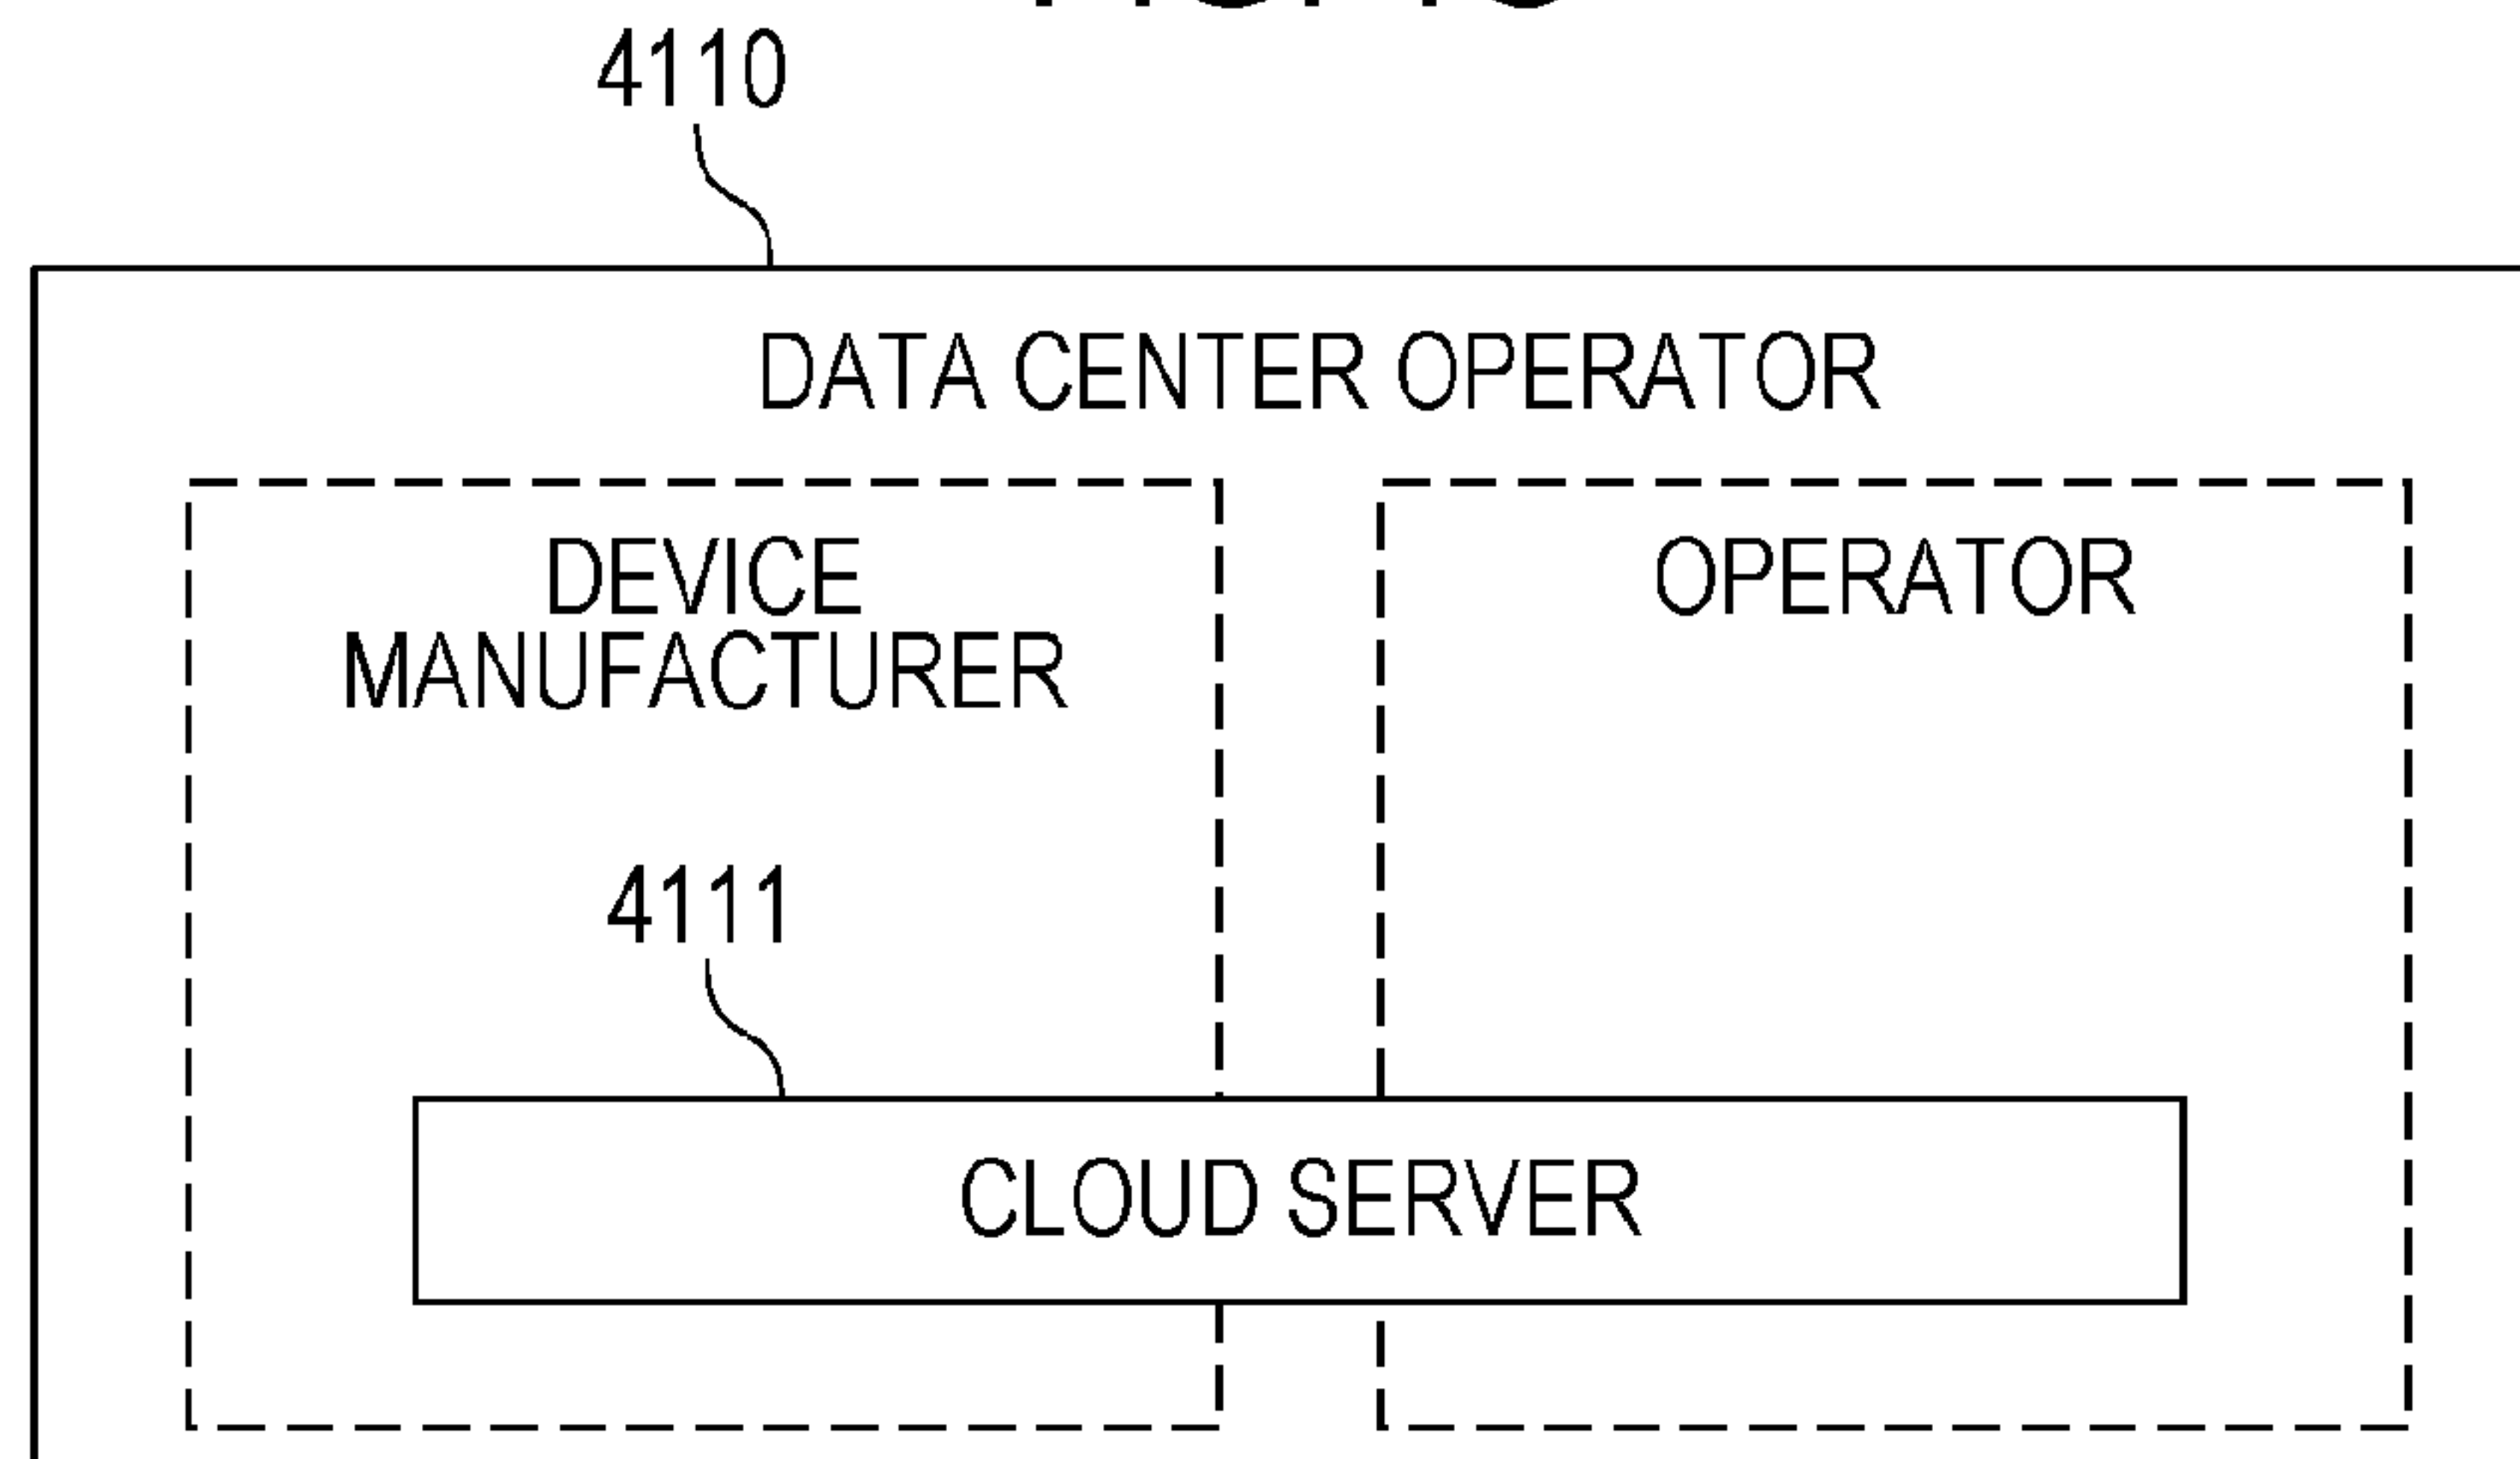 4110
DATA CENTER OPERATOR
DEVICE
MANUFACTURER
OPERATOR
4111
CLOUD SERVER